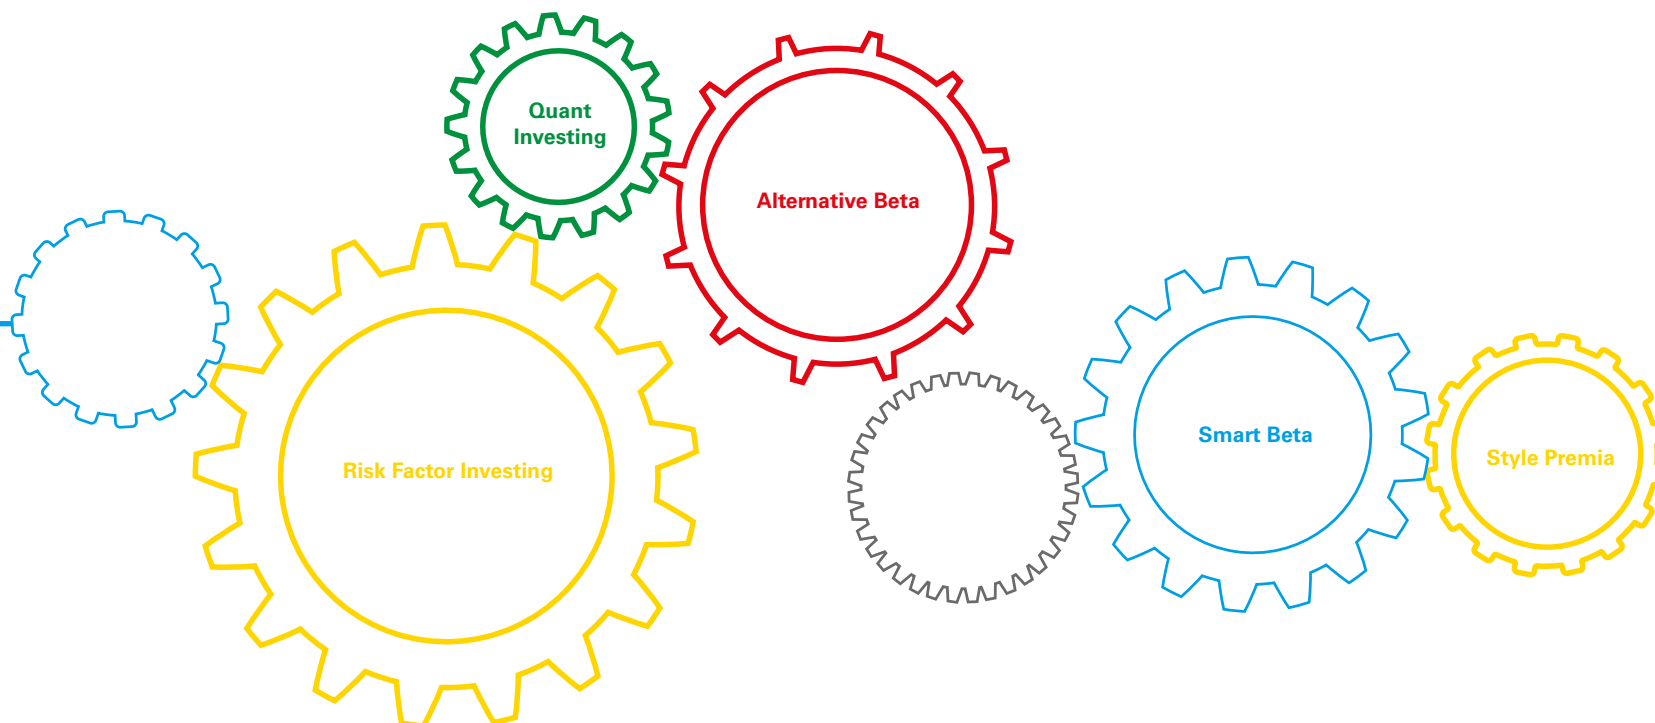 Quant
Investing
Alternative Beta
Risk Factor Investing
Smart Beta
Style Premia